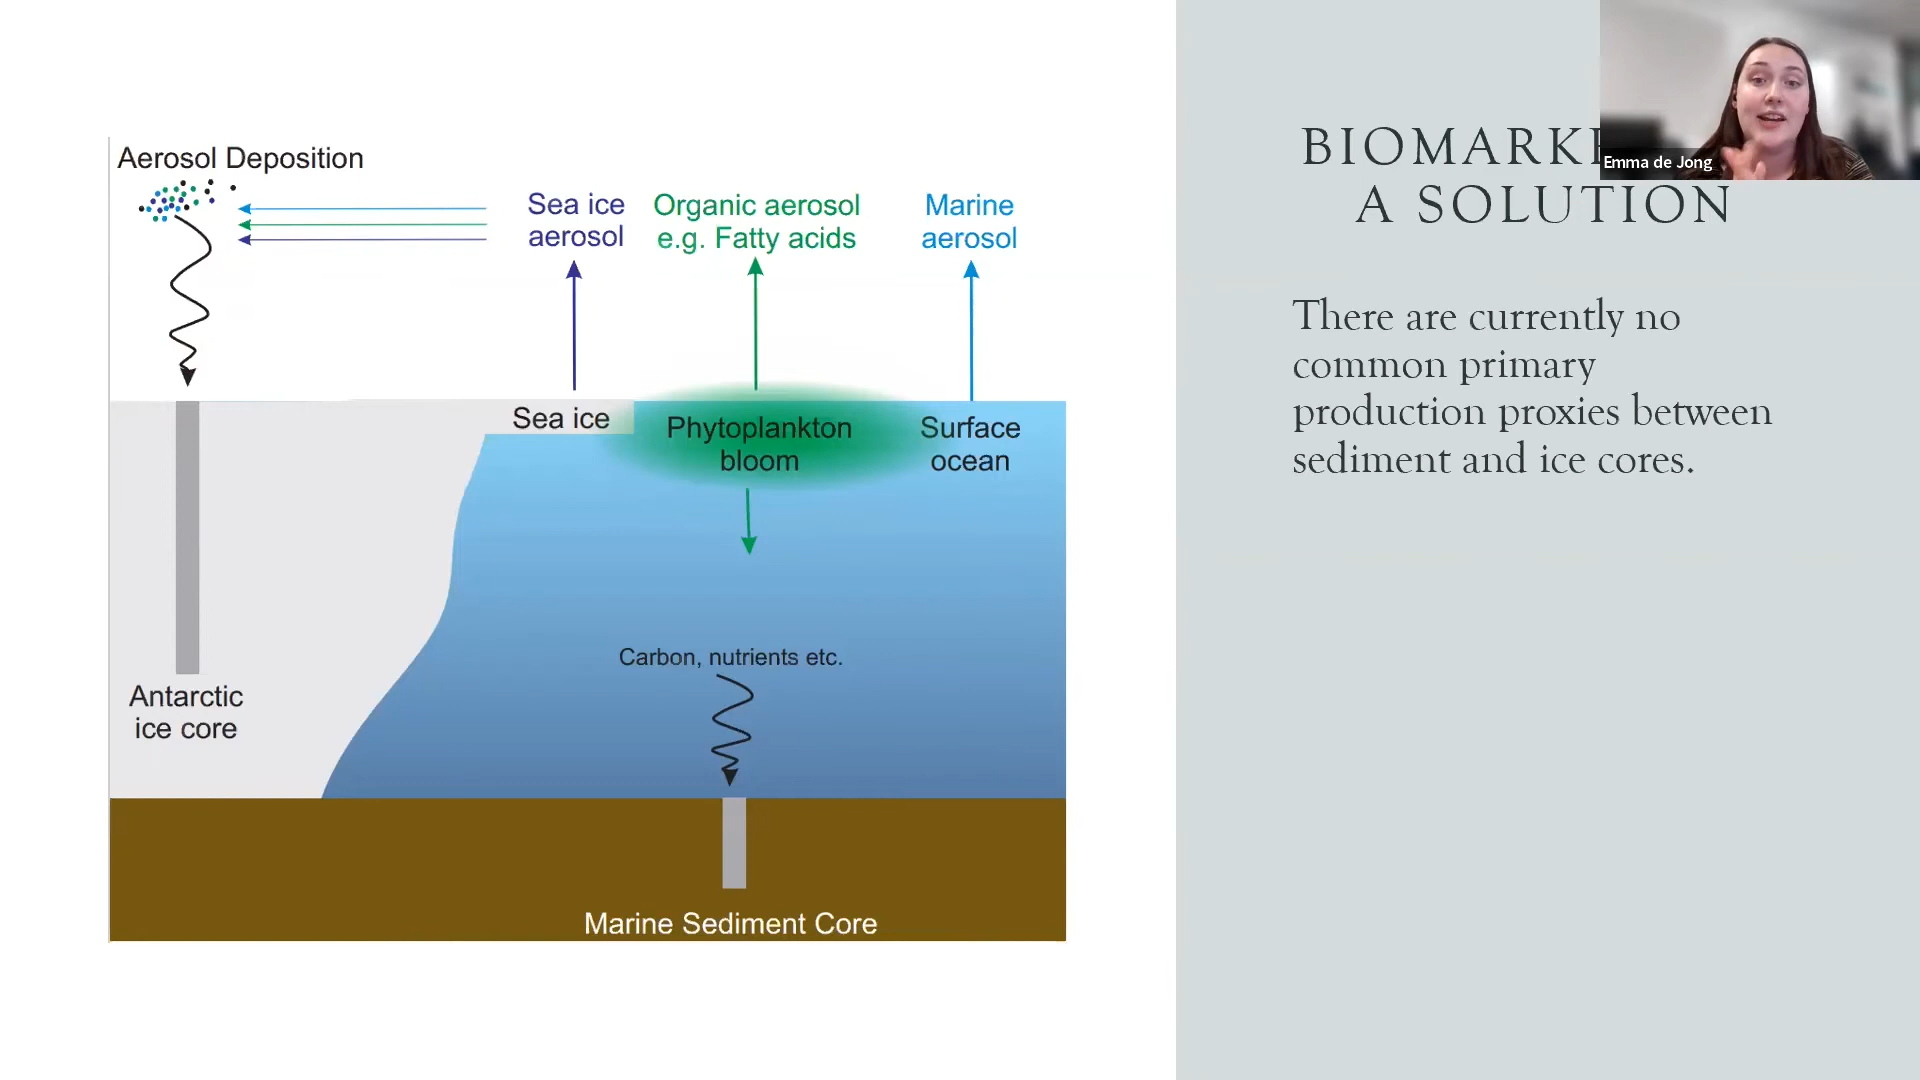 Aerosol Deposition
Sea ice
aerosol
Organic aerosol
e.g. Fatty acids
Marine
aerosol
Sea ice
Phytoplankton
bloom
Surface
ocean
Carbon, nutrients etc.
Antarctic
ice core
Marine Sediment Core
A SOLUTION
There are currently no
common primary
production proxies between
sediment and ice cores.
Emma de Jong